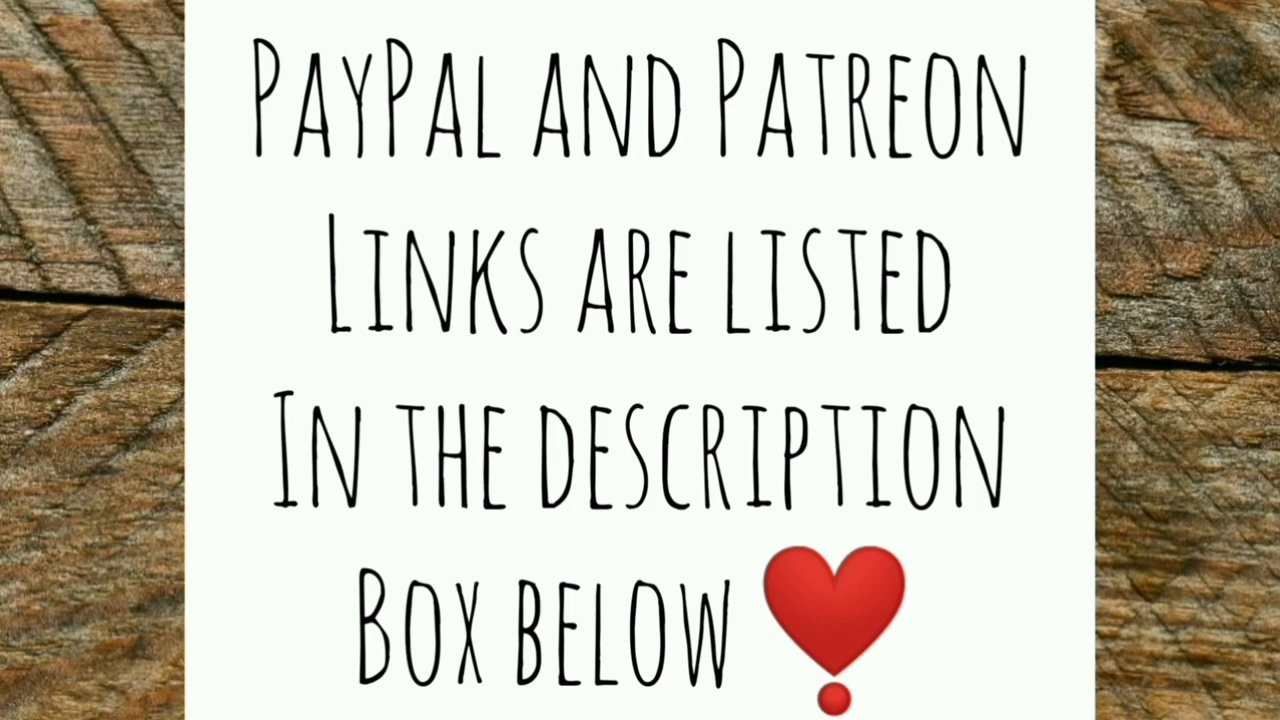 PayPal and Patreon
Links are listed
In the description
Box below ❣